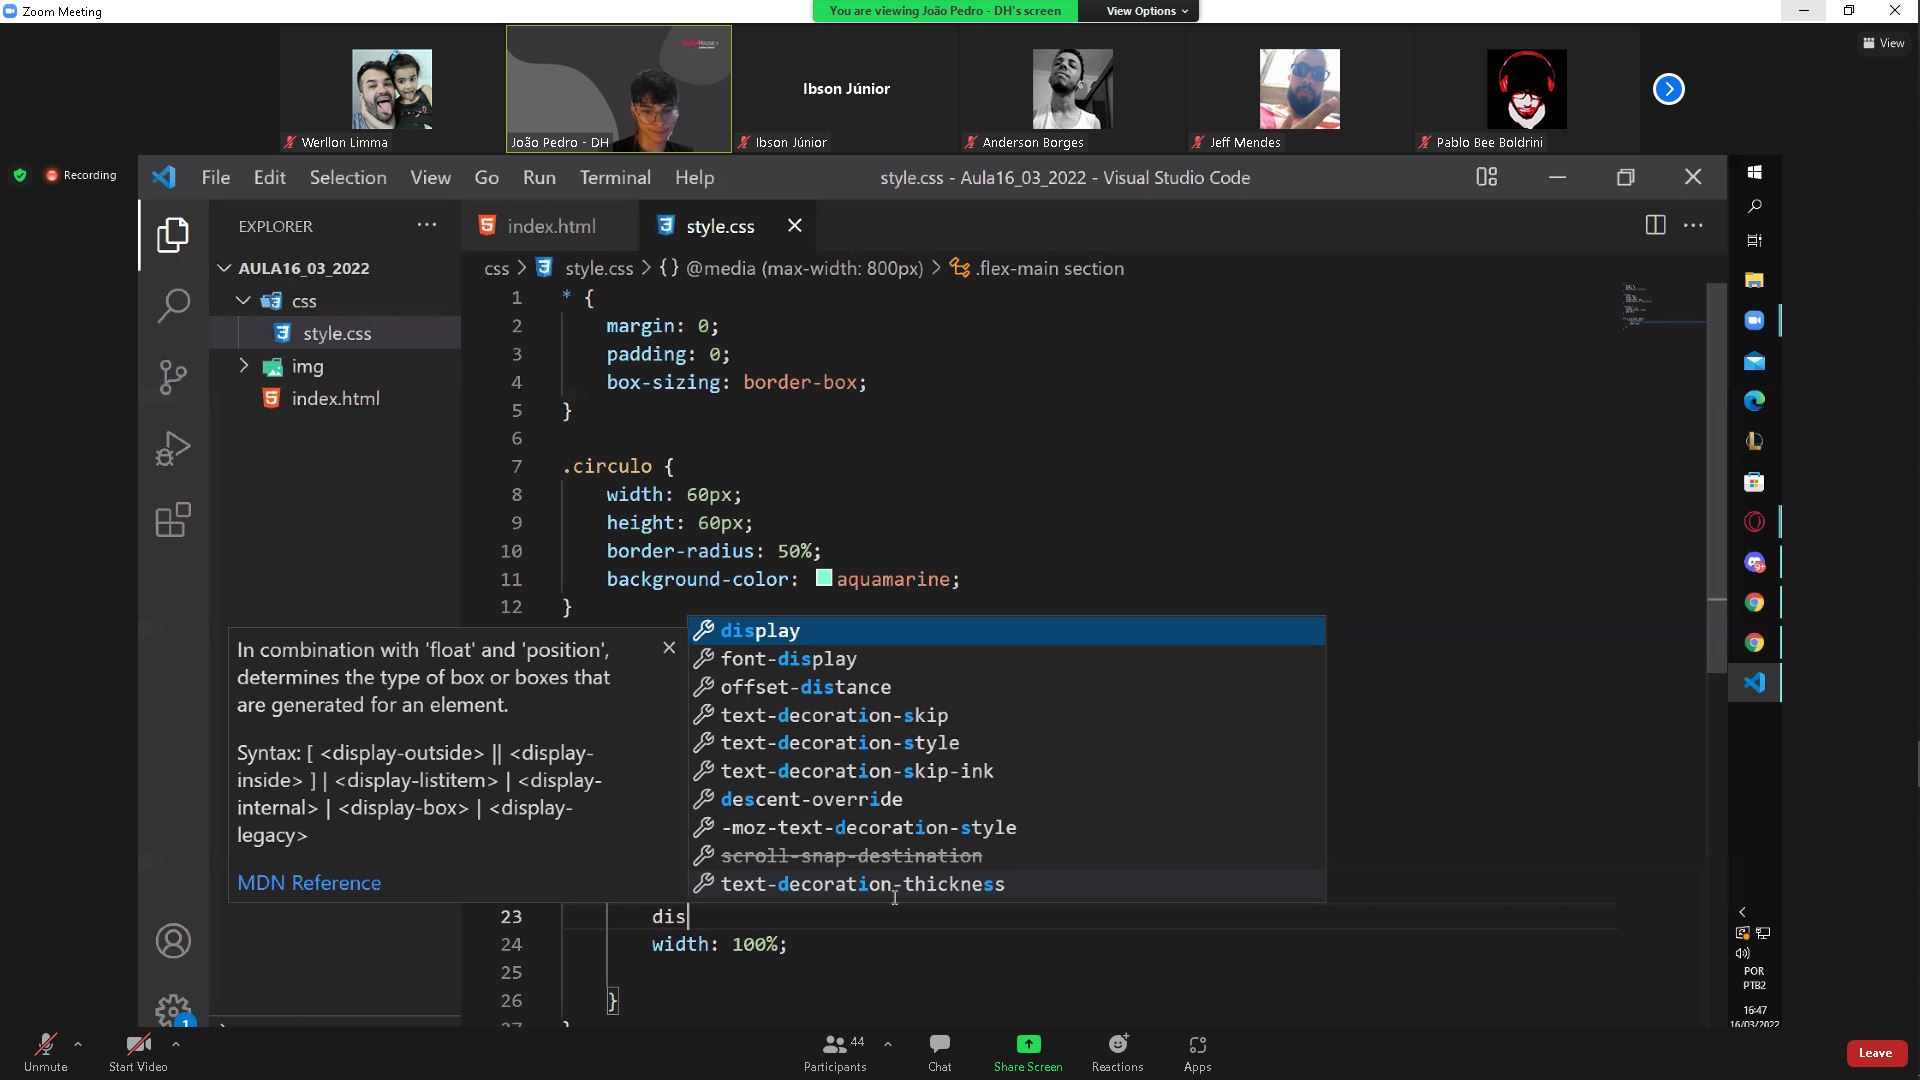 Zoom Meeting
You are viewing João Pedro - DH's screen
View Options
View
Ibson Júnior
Werllon Limma
João Pedro - DH
Ibson Júnior
Anderson Borges
Jeff Mendes
Pablo Bee Boldrini
Recording
File Edit Selection View Go Run Terminal Help
style.css - Aula16_03_2022 - Visual Studio Code
EXPLORER
index.html
style.css
AULA16_03_2022
css
style.css
img
index.html
css > style.css > {} @media (max-width: 800px) > .flex-main section
1 * {
2 margin: 0;
3 padding: 0;
4 box-sizing: border-box;
5 }
6
7 .circulo {
8 width: 60px;
9 height: 60px;
10 border-radius: 50%;
11 background-color: aquamarine;
12 }
In combination with 'float' and 'position',
determines the type of box or boxes that
are generated for an element.
Syntax: [ <display-outside> || <display-
inside> ] | <display-listitem> | <display-
internal> | <display-box> | <display-
legacy>
MDN Reference
display
font-display
offset-distance
text-decoration-skip
text-decoration-style
text-decoration-skip-ink
descent-override
-moz-text-decoration-style
scroll-snap-destination
text-decoration-thickness
23 dis
24 width: 100%;
25
26 }
1
POR
PTB2
16:47
16/03/2022
Unmute
Start Video
44
Participants
Chat
Share Screen
Reactions
Apps
Leave